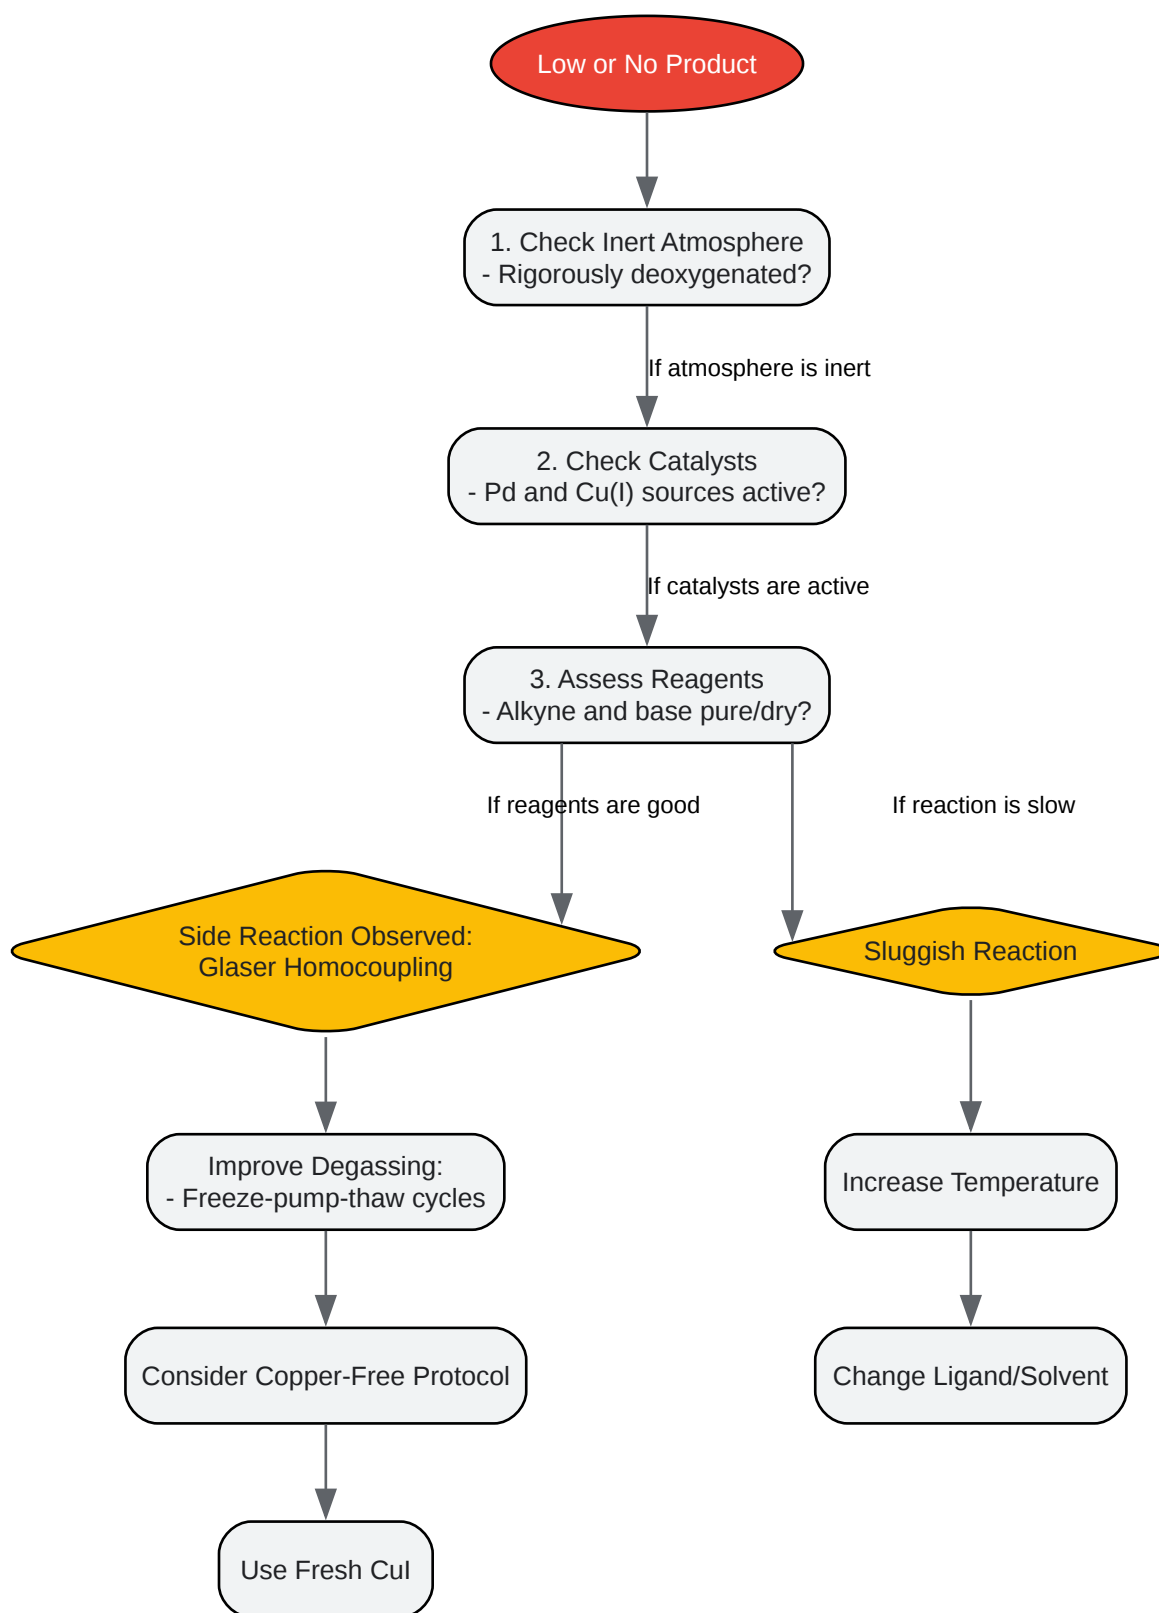 Low or No Product
1. Check Inert Atmosphere
- Rigorously deoxygenated?
If atmosphere is inert
2. Check Catalysts
- Pd and Cu(I) sources active?
If catalysts are active
3. Assess Reagents
- Alkyne and base pure/dry?
If reagents are good
If reaction is slow
Side Reaction Observed:
Glaser Homocoupling
Sluggish Reaction
Improve Degassing:
- Freeze-pump-thaw cycles
Increase Temperature
Consider Copper-Free Protocol
Change Ligand/Solvent
Use Fresh CuI